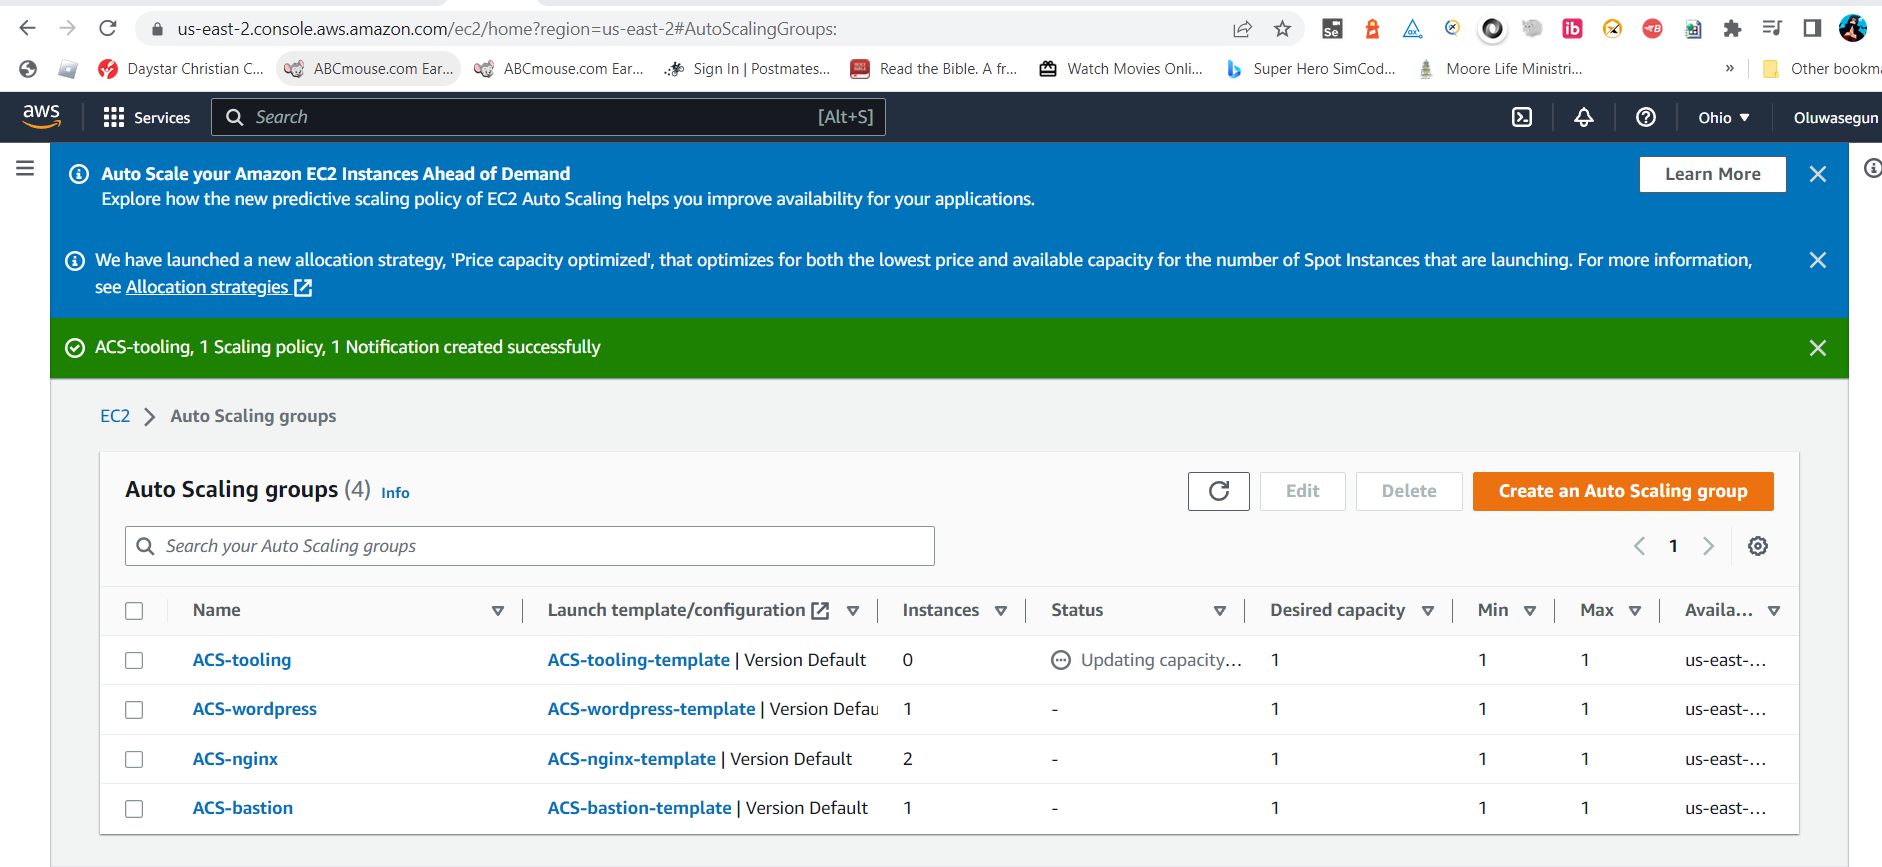 us-east-2.console.aws.amazon.com/ec2/home?region=us-east-2#AutoScalingGroups:
Daystar Christian C... ABCmouse.com Ear... ABCmouse.com Ear... Sign In | Postmates... Read the Bible. A fr... Watch Movies Onli... Super Hero SimCod... Moore Life Ministri... » Other bookma
aws Services Search [Alt+S] Ohio ▼ Oluwasegun
Auto Scale your Amazon EC2 Instances Ahead of Demand Learn More
Explore how the new predictive scaling policy of EC2 Auto Scaling helps you improve availability for your applications.
We have launched a new allocation strategy, 'Price capacity optimized', that optimizes for both the lowest price and available capacity for the number of Spot Instances that are launching. For more information,
see Allocation strategies
ACS-tooling, 1 Scaling policy, 1 Notification created successfully
EC2 > Auto Scaling groups
Auto Scaling groups (4) Info Edit Delete Create an Auto Scaling group
Search your Auto Scaling groups 1
Name Launch template/configuration Instances Status Desired capacity Min Max Availa...
ACS-tooling ACS-tooling-template | Version Default 0 Updating capacity... 1 1 1 us-east-...
ACS-wordpress ACS-wordpress-template | Version Defau 1 - 1 1 1 us-east-...
ACS-nginx ACS-nginx-template | Version Default 2 - 1 1 1 us-east-...
ACS-bastion ACS-bastion-template | Version Default 1 - 1 1 1 us-east-...